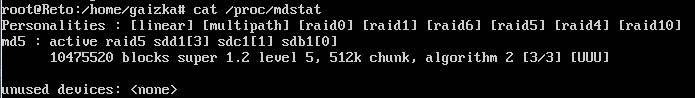 root@Reto:/home/gaizka# cat /proc/mdstat
Personalities : [linear] [multipath] [raid0] [raid1] [raid6] [raid5] [raid4] [raid10]
md5 : active raid5 sdd1[3] sdc1[1] sdb1[0]
10475520 blocks super 1.2 level 5, 512k chunk, algorithm 2 [3/3] [UUU]
unused devices: <none>